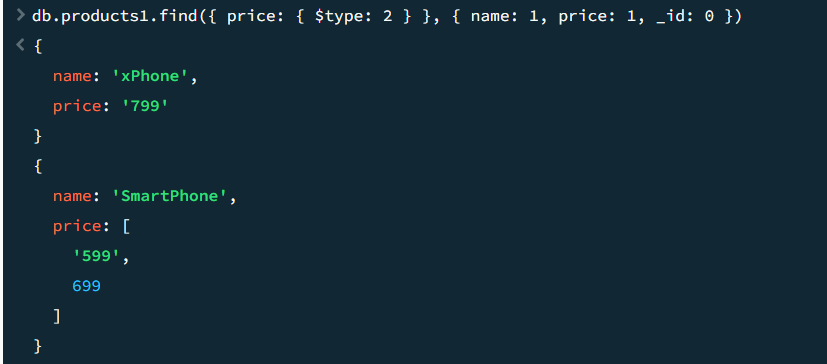 > db.products1.find({ price: { $type: 2 } }, { name: 1, price: 1, _id: 0 })
< {
name: 'xPhone',
price: '799'
}
{
name: 'SmartPhone',
price: [
'599',
699
]
}